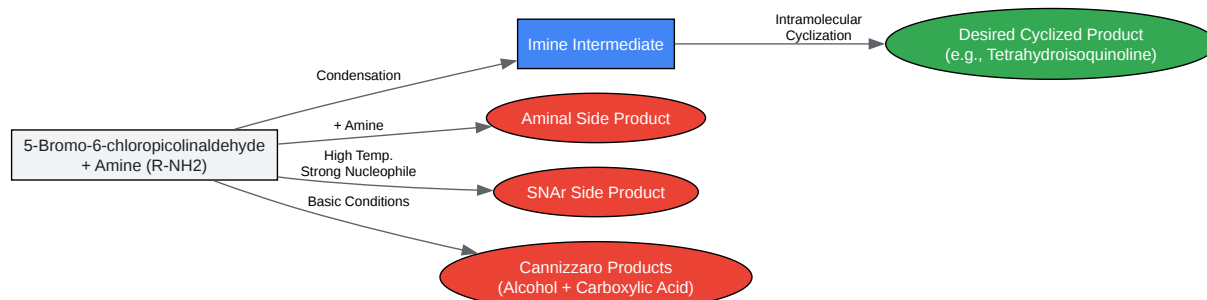 Intramolecular
Cyclization
Desired Cyclized Product
(e.g., Tetrahydroisoquinoline)
Imine Intermediate
Condensation
Aminal Side Product
+ Amine
5-Bromo-6-chloropicolinaldehyde
+ Amine (R-NH2)
High Temp.
Strong Nucleophile
SNAr Side Product
Basic Conditions
Cannizzaro Products
(Alcohol + Carboxylic Acid)